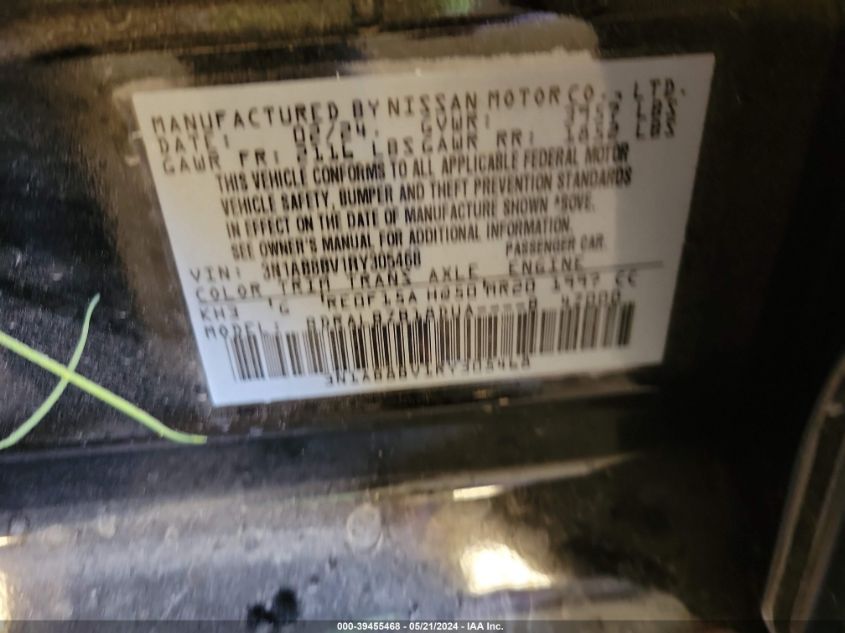 MANUFACTURED BY NISSAN MOTOR CO., LTD.
DATE: 02/24. GVWR: LBS
GAWR FR: LBS GAWR RR: LBS
THIS VEHICLE CONFORMS TO ALL APPLICABLE FEDERAL MOTOR
VEHICLE SAFETY, BUMPER AND THEFT PREVENTION STANDARDS
IN EFFECT ON THE DATE OF MANUFACTURE SHOWN ABOVE.
SEE OWNER'S MANUAL FOR ADDITIONAL INFORMATION.
PASSENGER CAR.
VIN: 3N1AB8BV1RY305468
COLOR TRIM TRANS AXLE ENGINE
KH3 G RE0F15A MR20 1997 CC
MODEL:
3N1AB8BV1RY305468
000-39455468 - 05/21/2024 - IAA Inc.